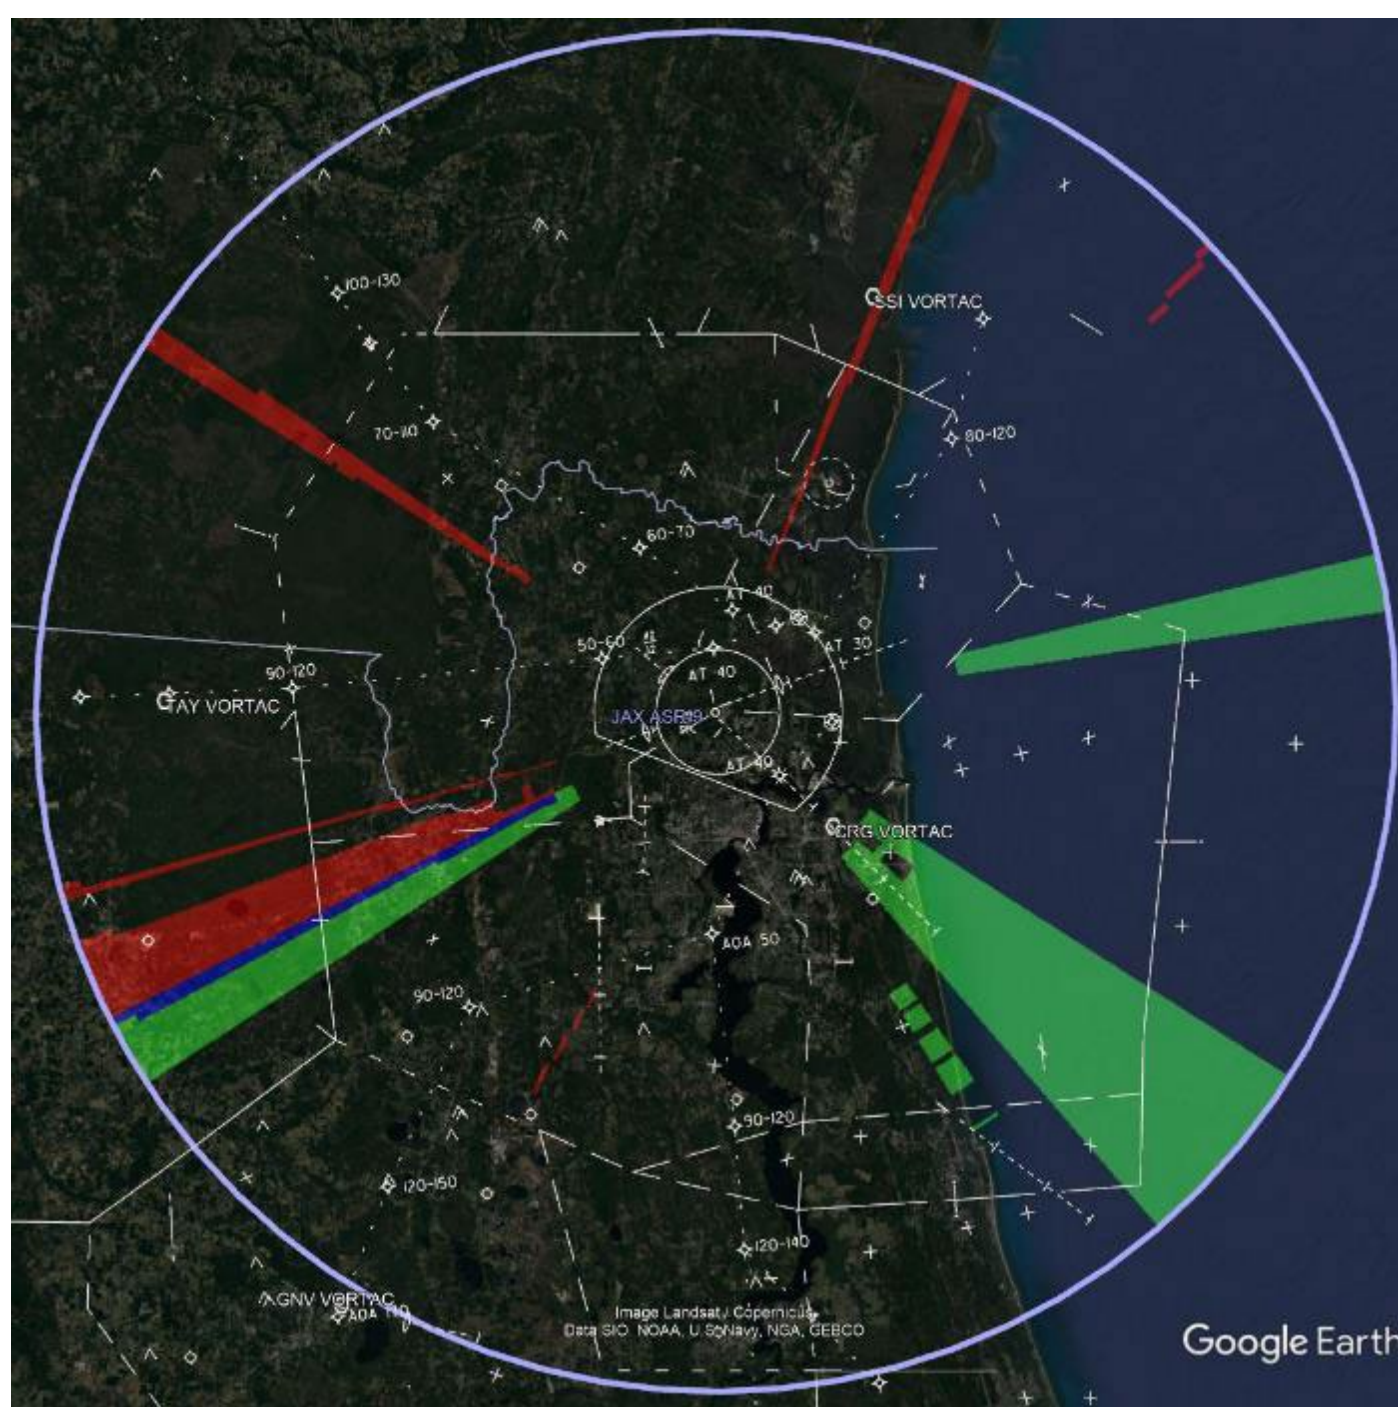 100-130
SSI VORTAC
70-110
80-120
60-70
AT 40
50-60
AT 30
90-120
AT 40
TAY VORTAC
JAX ASR-9
AT 40
CRG VORTAC
AOA 50
90-120
90-120
120-150
120-140
GNV VORTAC
AOA 110
Image Landsat / Copernicus
Data SIO, NOAA, U.S. Navy, NGA, GEBCO
Google Earth